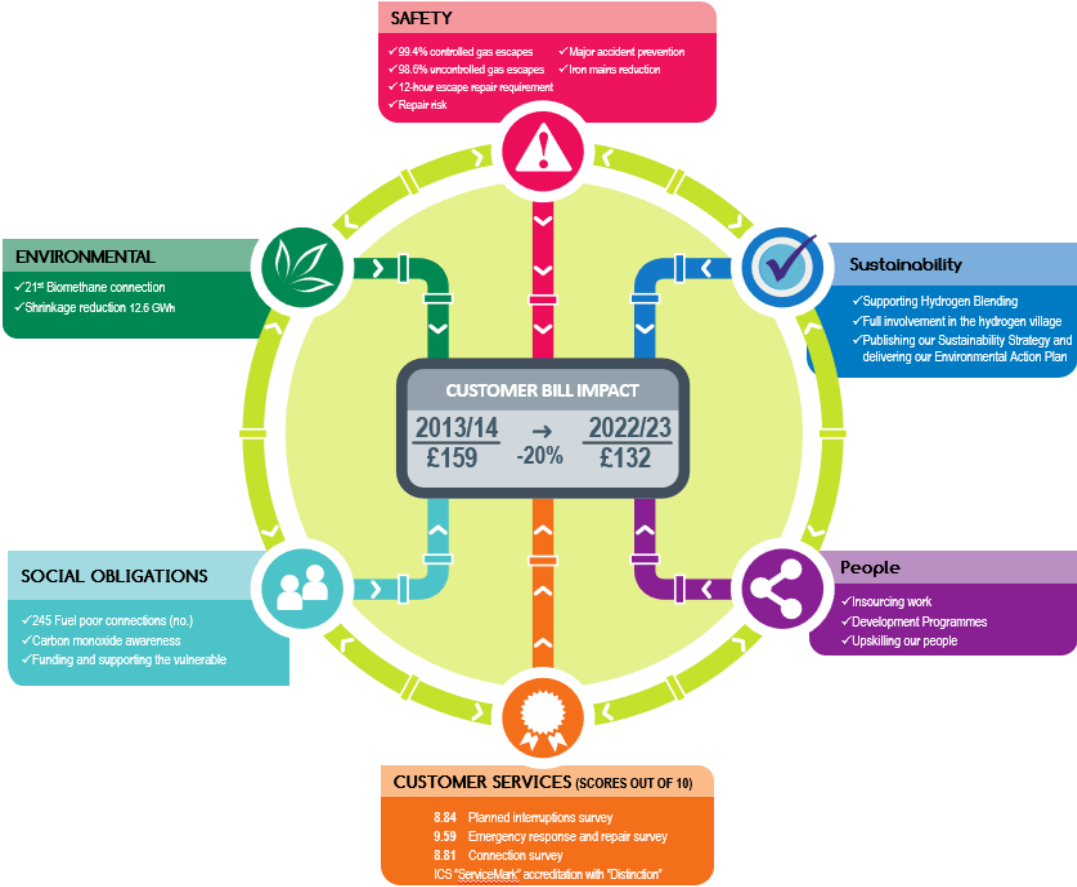 SAFETY
✓99.4% controlled gas escapes
✓98.6% uncontrolled gas escapes
✓12-hour escape repair requirement
✓Repair risk
✓Major accident prevention
✓Iron mains reduction
ENVIRONMENTAL
✓21st Biomethane connection
✓Shrinkage reduction 12.6 GWh
Sustainability
✓Supporting Hydrogen Blending
✓Full involvement in the hydrogen village
✓Publishing our Sustainability Strategy and
delivering our Environmental Action Plan
CUSTOMER BILL IMPACT
2013/14 → 2022/23
£159 -20% £132
SOCIAL OBLIGATIONS
✓245 Fuel poor connections (no.)
✓Carbon monoxide awareness
✓Funding and supporting the vulnerable
People
✓Insourcing work
✓Development Programmes
✓Upskilling our people
CUSTOMER SERVICES (SCORES OUT OF 10)
8.84 Planned interruptions survey
9.59 Emergency response and repair survey
8.81 Connection survey
ICS "ServiceMark" accreditation with "Distinction"